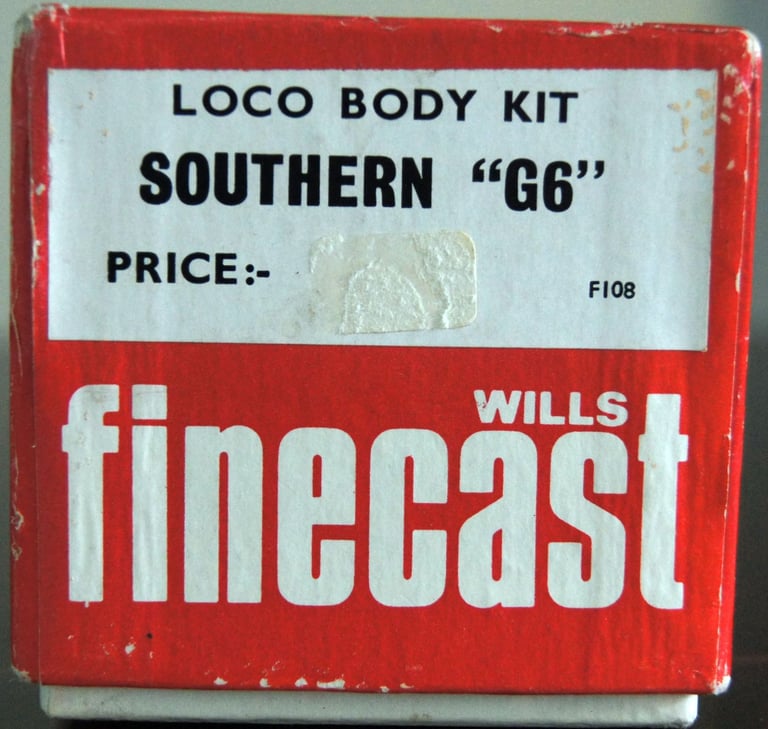 LOCO BODY KIT
SOUTHERN “G6”
PRICE:-
F108
WILLS
finecast